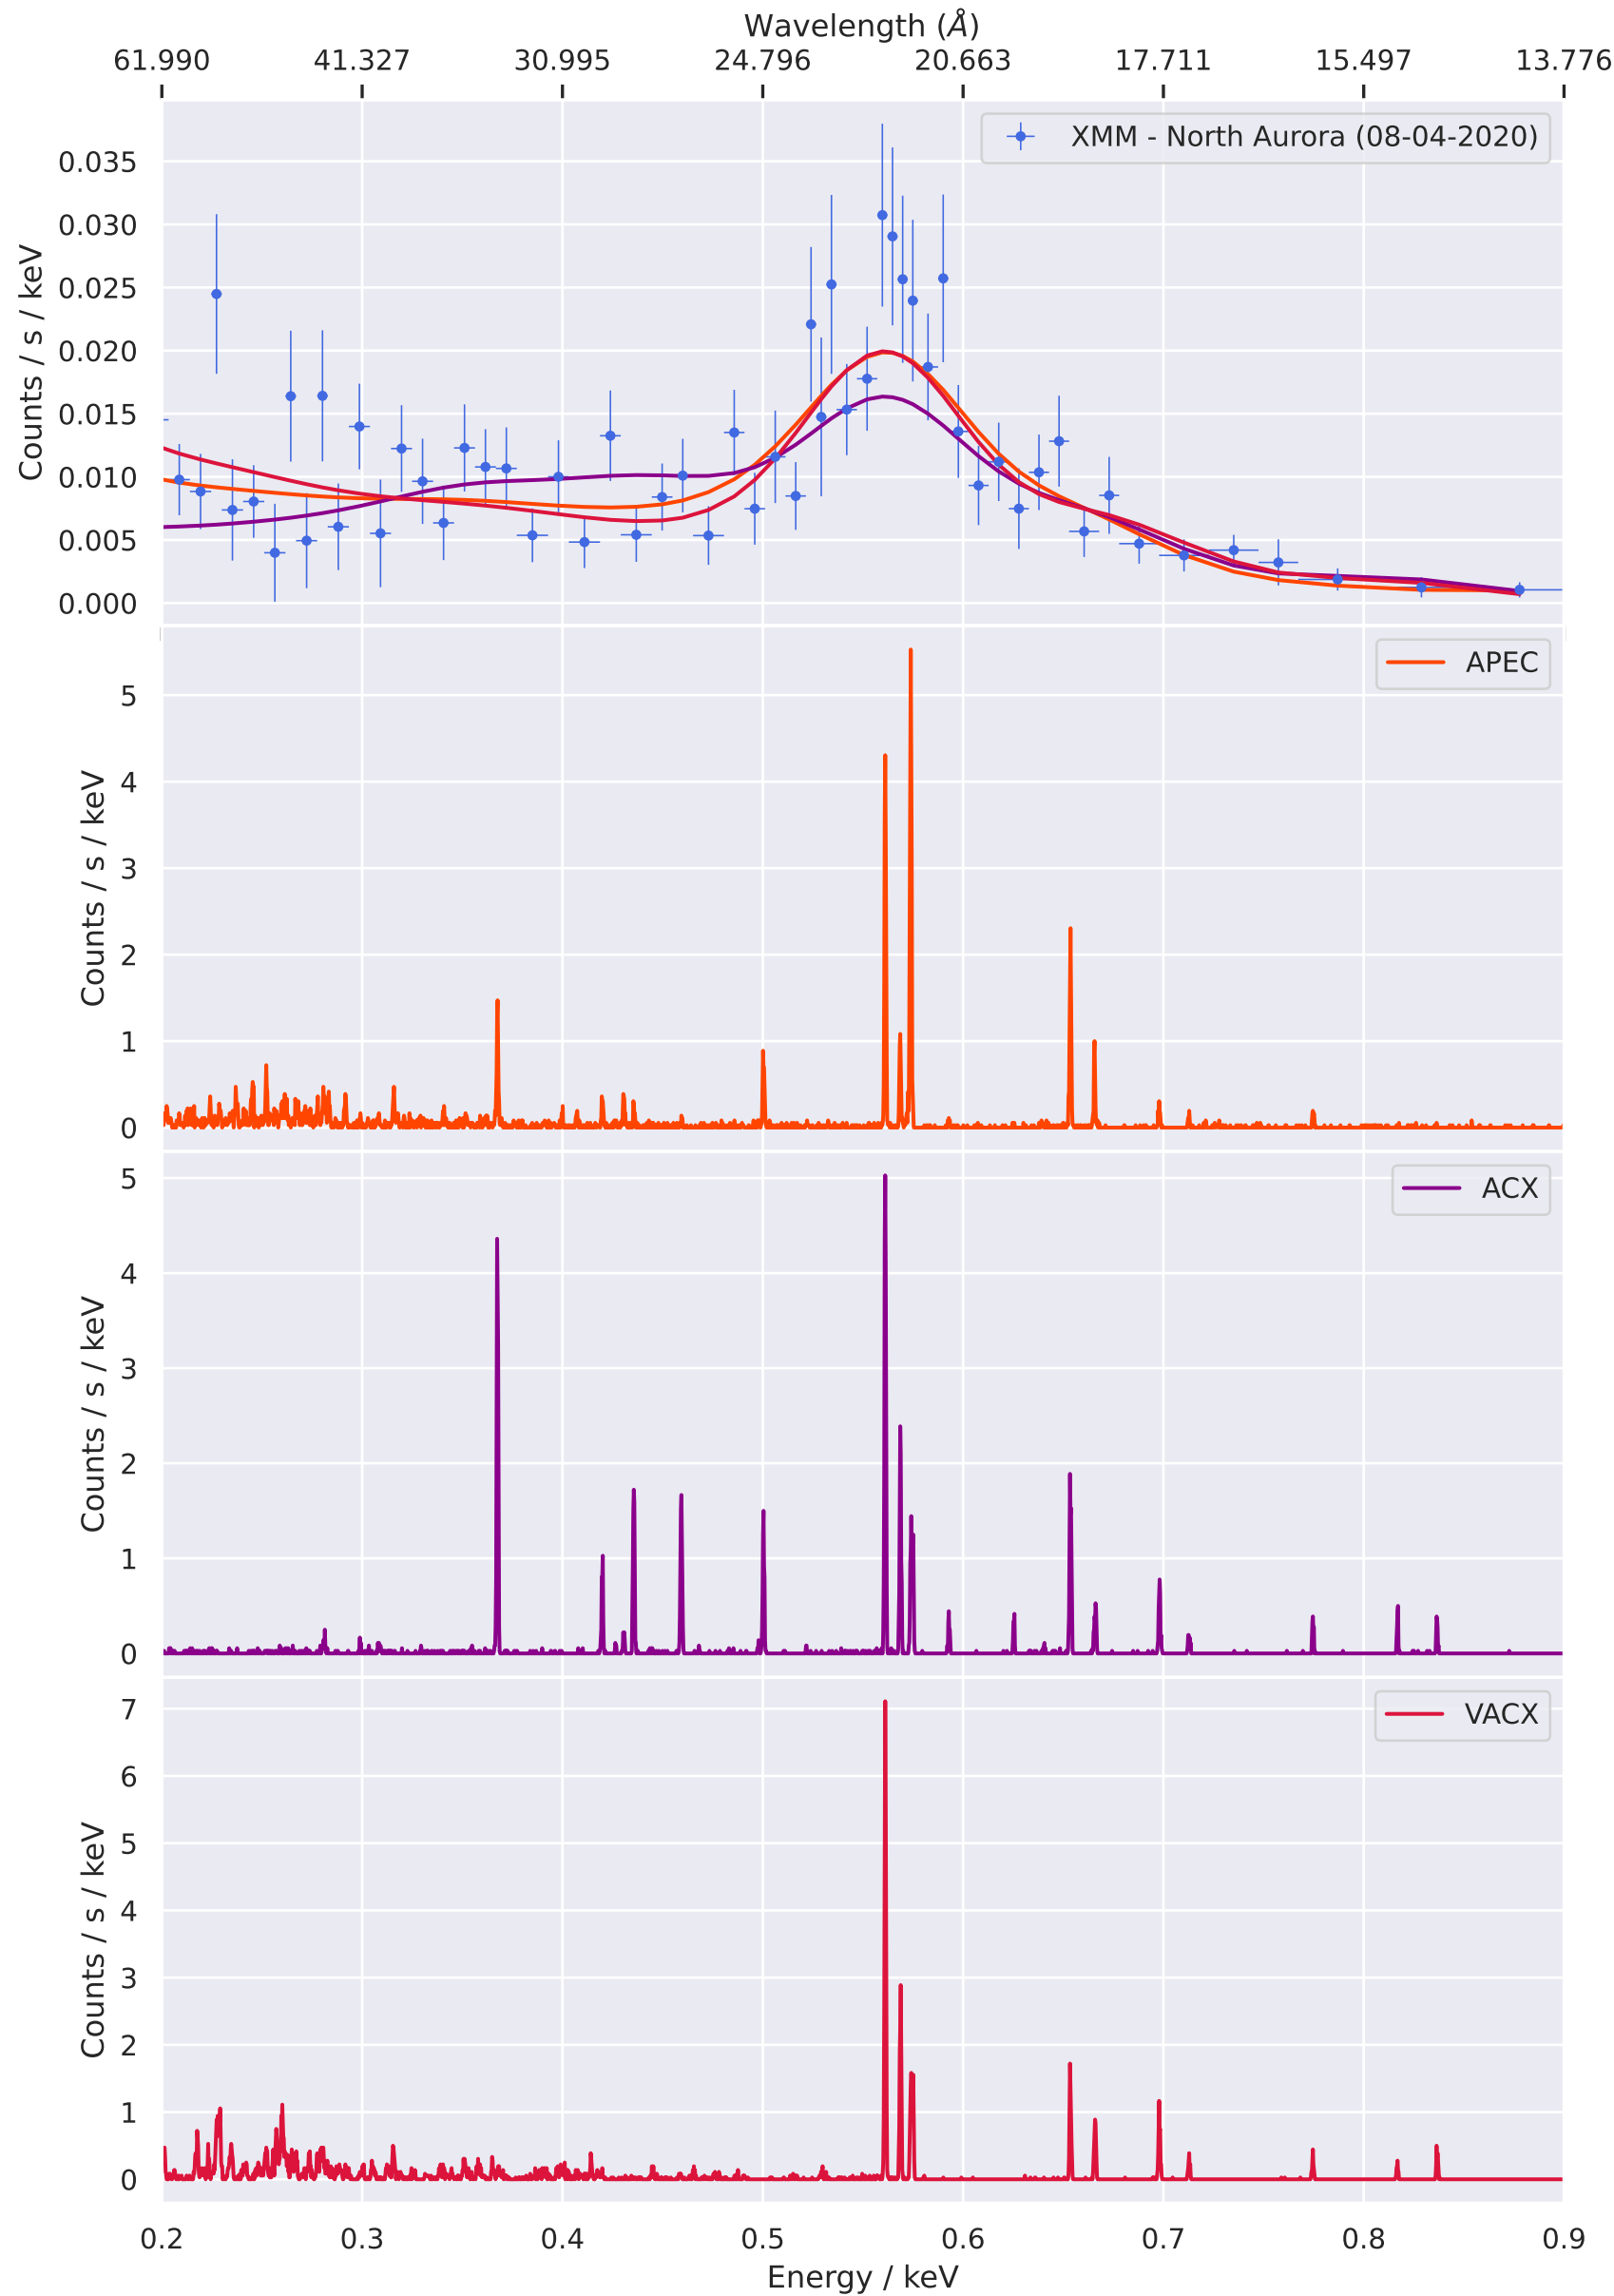 Wavelength (Å)
61.990 41.327 30.995 24.796 20.663 17.711 15.497 13.776
XMM - North Aurora (08-04-2020)
Counts / s / keV
0.035
0.030
0.025
0.020
0.015
0.010
0.005
0.000
APEC
Counts / s / keV
5
4
3
2
1
0
ACX
Counts / s / keV
5
4
3
2
1
0
VACX
Counts / s / keV
7
6
5
4
3
2
1
0
0.2 0.3 0.4 0.5 0.6 0.7 0.8 0.9
Energy / keV